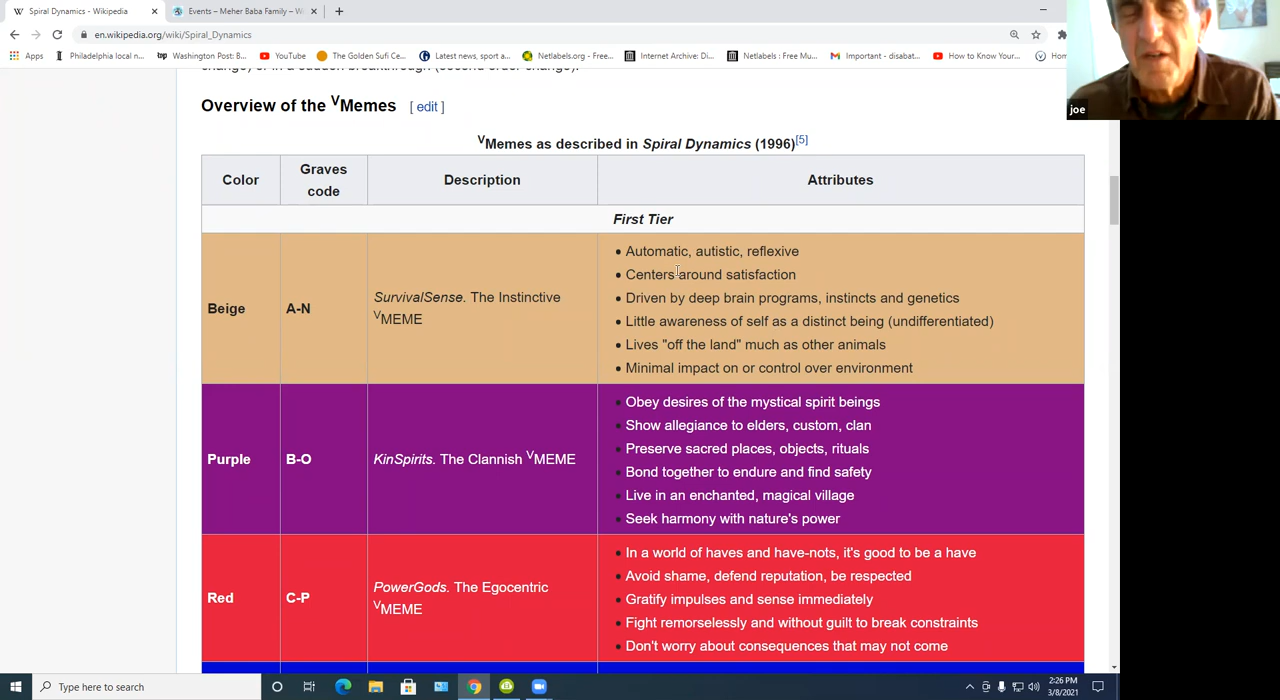 Spiral Dynamics - Wikipedia
Events – Meher Baba Family – W
en.wikipedia.org/wiki/Spiral_Dynamics
Apps
Philadelphia local n...
Washington Post: B...
YouTube
The Golden Sufi Ce...
Latest news, sport a...
Netlabels.org - Free...
Internet Archive: Di...
Netlabels : Free Mu...
Important - disabat...
How to Know Your...
Hom
joe
change) or in a sudden breakthrough (second order change).
Overview of the VMemes [ edit ]
VMemes as described in Spiral Dynamics (1996)[5]
Color Graves code Description Attributes
First Tier
Beige A-N SurvivalSense. The Instinctive VMEME
• Automatic, autistic, reflexive
• Centers around satisfaction
• Driven by deep brain programs, instincts and genetics
• Little awareness of self as a distinct being (undifferentiated)
• Lives "off the land" much as other animals
• Minimal impact on or control over environment
Purple B-O KinSpirits. The Clannish VMEME
• Obey desires of the mystical spirit beings
• Show allegiance to elders, custom, clan
• Preserve sacred places, objects, rituals
• Bond together to endure and find safety
• Live in an enchanted, magical village
• Seek harmony with nature's power
Red C-P PowerGods. The Egocentric VMEME
• In a world of haves and have-nots, it's good to be a have
• Avoid shame, defend reputation, be respected
• Gratify impulses and sense immediately
• Fight remorselessly and without guilt to break constraints
• Don't worry about consequences that may not come
Type here to search
2:26 PM
3/8/2021